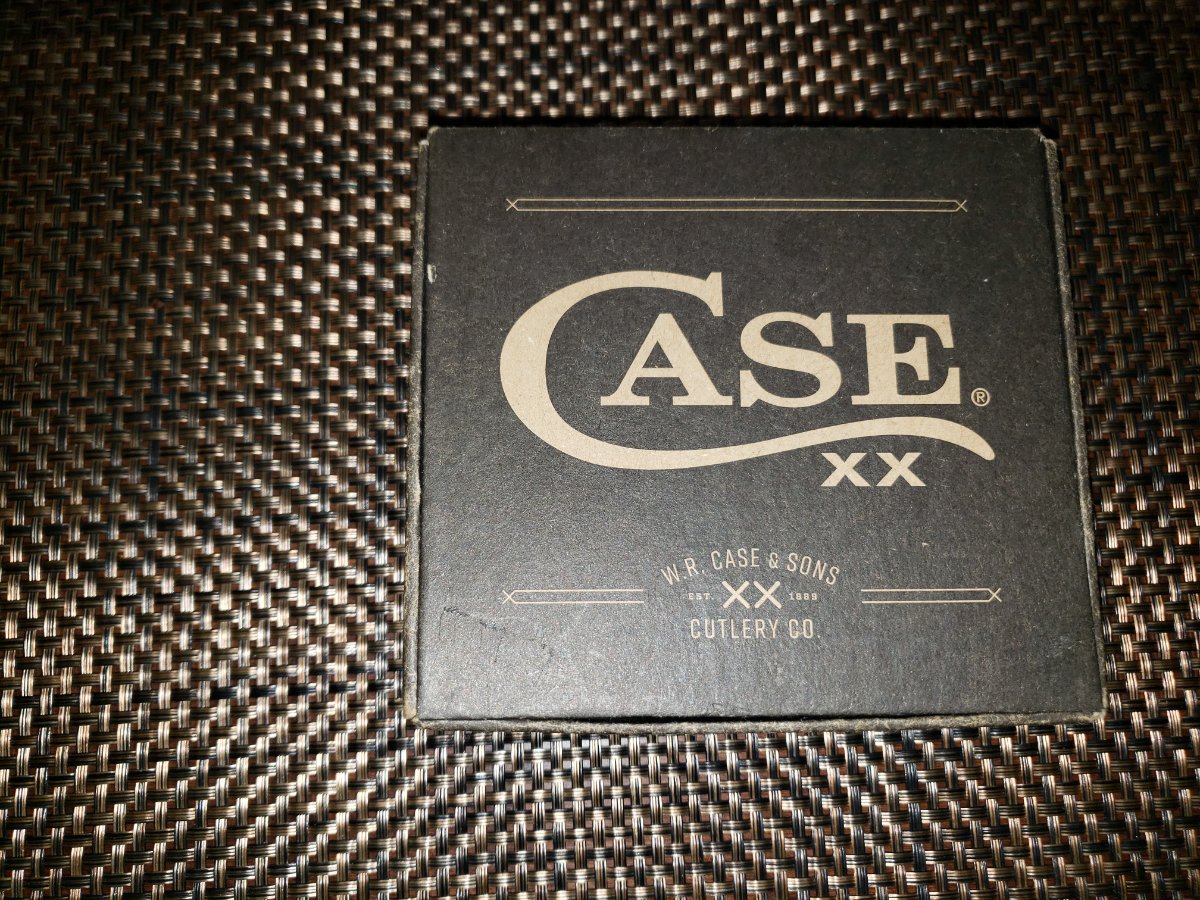 CASE®
XX
W.R. CASE & SONS
EST. XX 1889
CUTLERY CO.